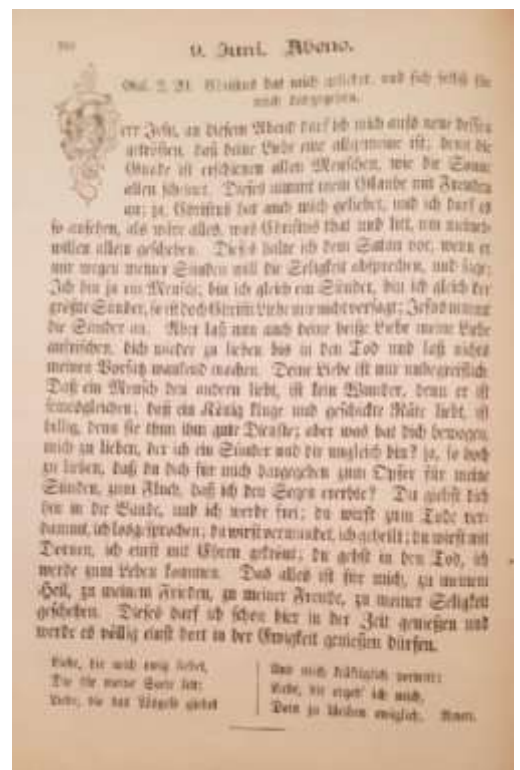 9. Juni. Abend.
Gal. 2, 21. Christus hat mich geliebet, und sich selbst für
mich dargegeben.
Herr Jesu, an diesem Abend darf ich mich aufs neue dessen
getrösten, daß deine Liebe eine allgemeine ist; denn die
Gnade ist erschienen allen Menschen, wie die Sonne
allen scheinet. Dieses nimmt mein Glaube mit Freuden
an; ja, Christus hat auch mich geliebet, und ich darf es
so ansehen, als wäre alles, was Christus that und litt, um meinet-
willen allein geschehen. Dieses halte ich dem Satan vor, wenn er
mir wegen meiner Sünden will die Seligkeit absprechen, und sage:
Ich bin ja ein Mensch; bin ich gleich ein Sünder, bin ich gleich der
größte Sünder, so ist doch Christi Liebe mir nicht versagt; Jesus nimmt
die Sünder an. Aber laß nun auch deine heiße Liebe meine Liebe
anfrischen, dich wieder zu lieben bis in den Tod und laß nichts
meinen Vorsatz wankend machen. Deine Liebe ist mir unbegreiflich.
Daß ein Mensch den andern liebt, ist kein Wunder, denn er ist
seinesgleichen; daß ein König kluge und geschickte Räte liebt, ist
billig, denn sie thun ihm gute Dienste; aber was hat dich bewogen,
mich zu lieben, der ich ein Sünder und dir ungleich bin? ja, so hoch
zu lieben, daß du dich für mich dargegeben zum Opfer für meine
Sünden, zum Fluch, daß ich den Segen ererbte? Du giebst dich
hin in die Bande, und ich werde frei; du wirst zum Tode ver-
dammt, ich losgesprochen; du wirst verwundet, ich geheilt; du wirst mit
Dornen, ich einst mit Ehren gekrönt; du gehst in den Tod, ich
werde zum Leben kommen. Das alles ist für mich, zu meinem
Heil, zu meinem Frieden, zu meiner Freude, zu meiner Seligkeit
geschehen. Dieses darf ich schon hier in der Zeit genießen und
werde es völlig einst dort in der Ewigkeit genießen dürfen.
Liebe, die mich ewig liebet,
Die für meine Seele bitt't;
Liebe, die das Lösgeld giebet
Und mich kräftiglich vertritt;
Liebe, dir ergeb' ich mich,
Dein zu bleiben ewiglich. Amen.